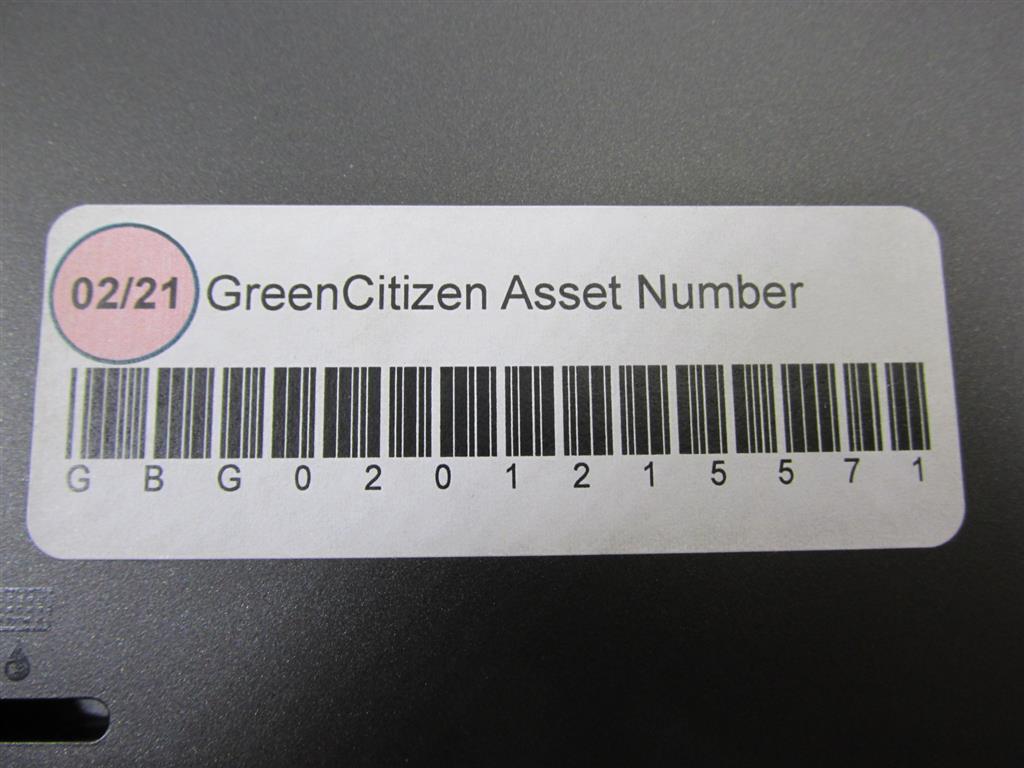 02/21 GreenCitizen Asset Number
G B G 0 2 0 1 2 1 5 5 7 1